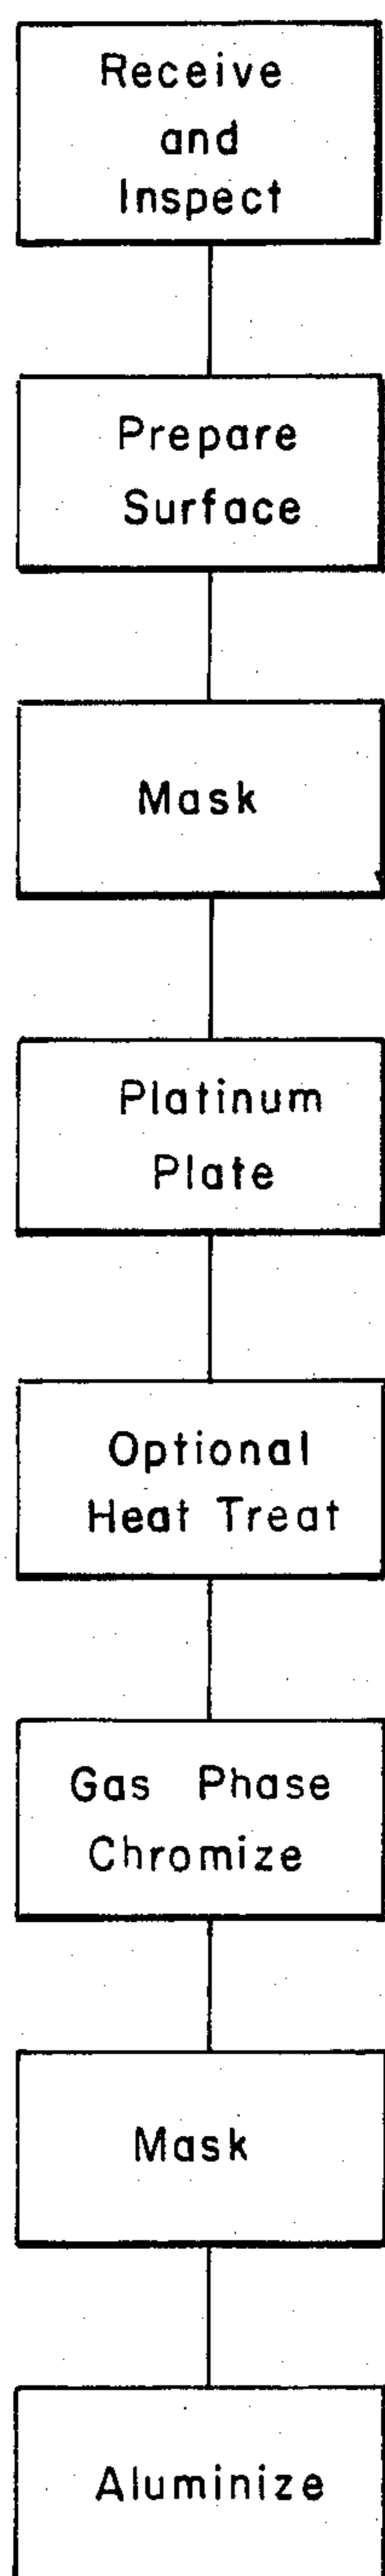 Receive
and
Inspect
Prepare
Surface
Mask
Platinum
Plate
Optional
Heat Treat
Gas Phase
Chromize
Mask
Aluminize